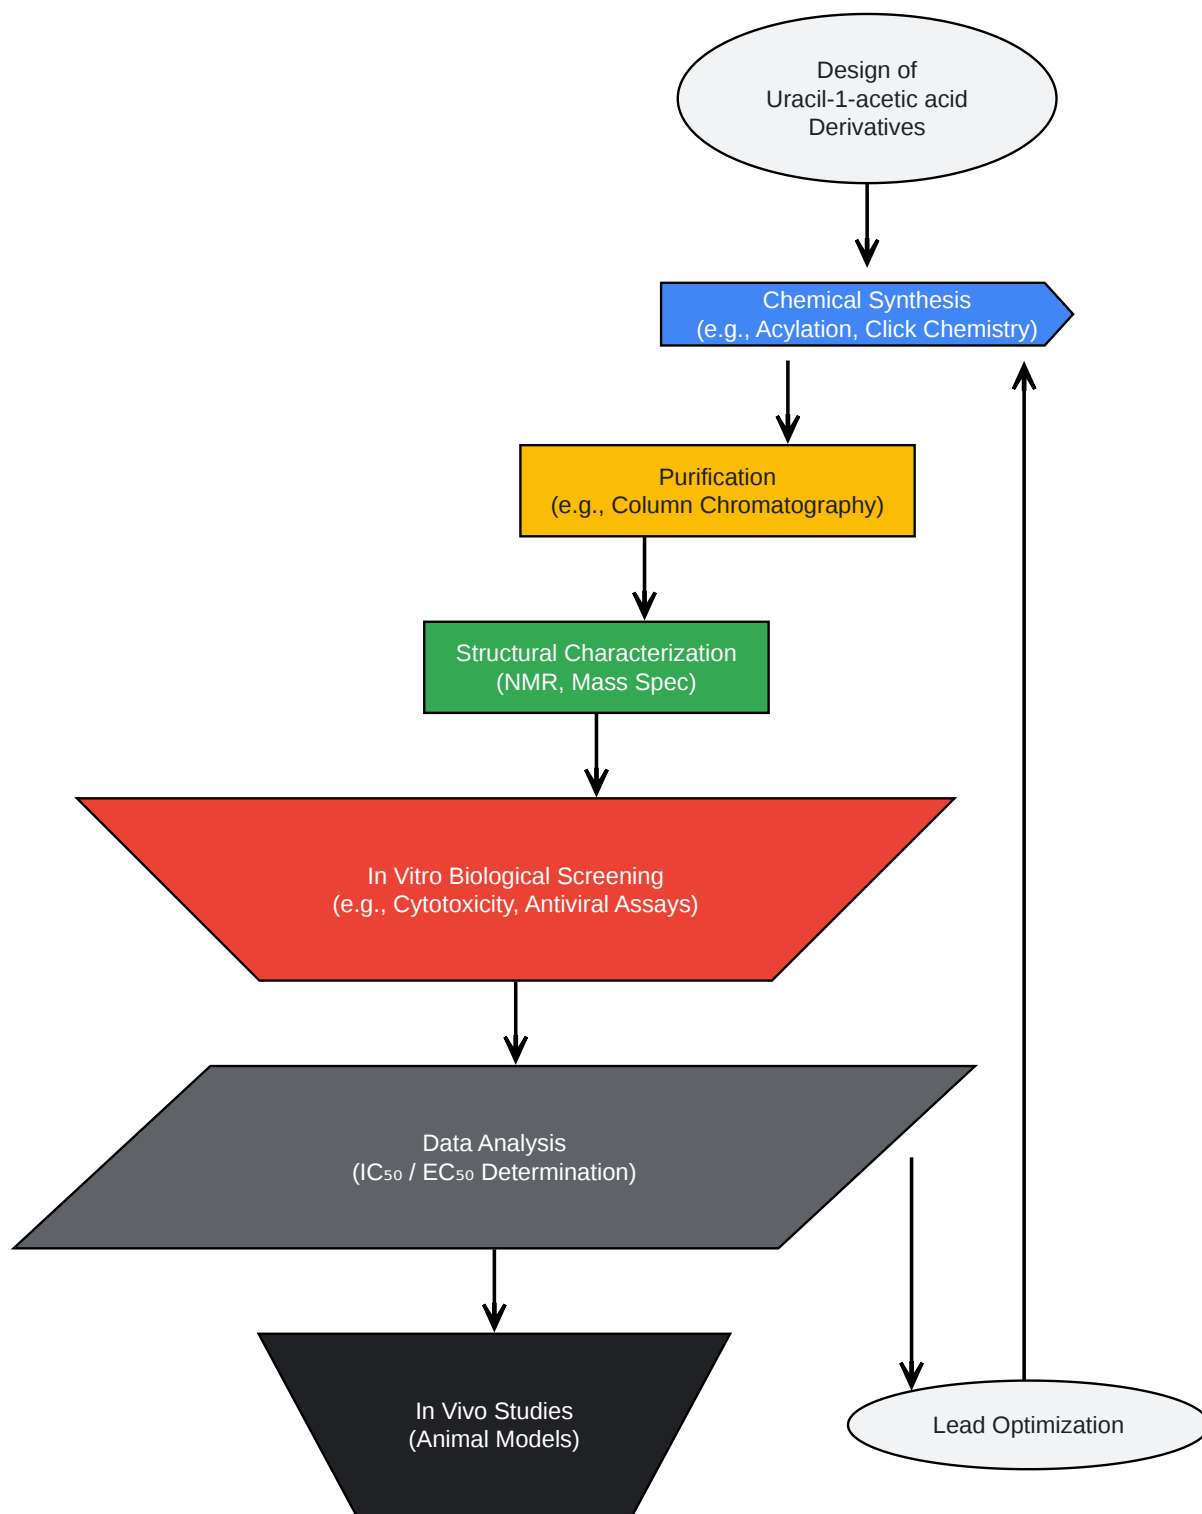 Design of
Uracil-1-acetic acid
Derivatives
Chemical Synthesis
(e.g., Acylation, Click Chemistry)
Purification
(e.g., Column Chromatography)
Structural Characterization
(NMR, Mass Spec)
In Vitro Biological Screening
(e.g., Cytotoxicity, Antiviral Assays)
Data Analysis
(IC₅₀ / EC₅₀ Determination)
In Vivo Studies
(Animal Models)
Lead Optimization